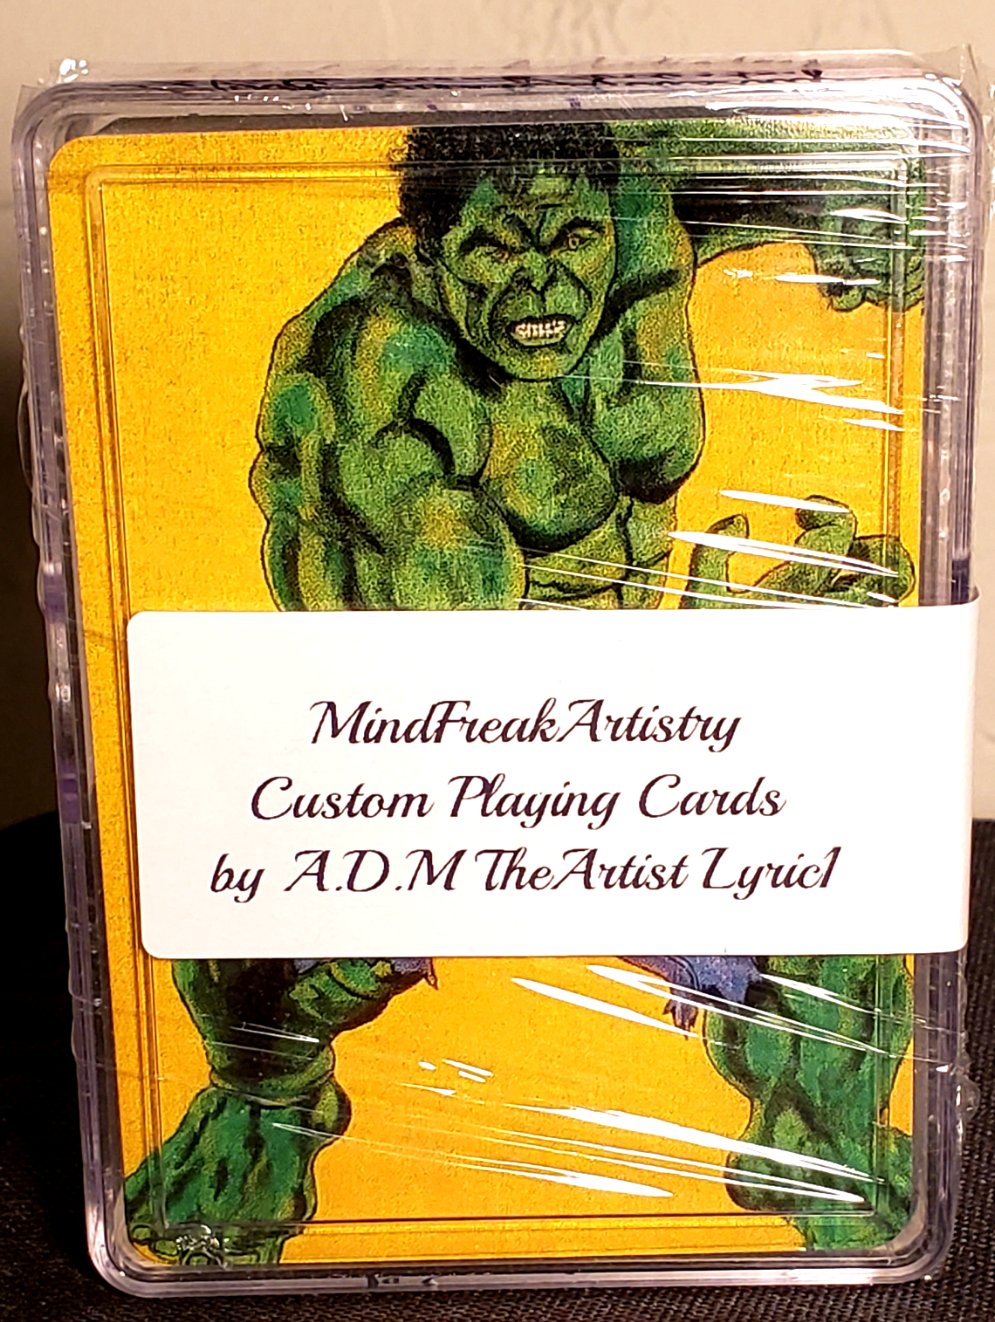 MindFreakArtistry
Custom Playing Cards
by A.D.M TheArtist Lyric1